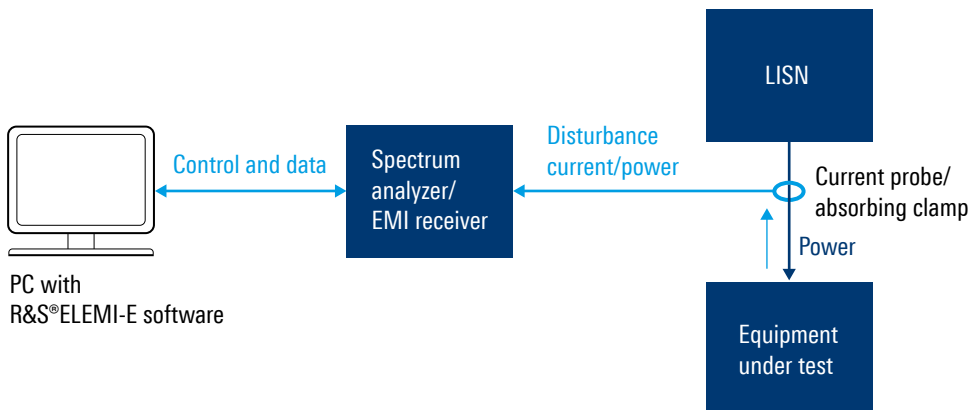 LISN
Disturbance
current/power
Control and data
Spectrum
analyzer/
EMI receiver
Current probe/
absorbing clamp
Power
PC with
R&S®ELEMI-E software
Equipment
under test